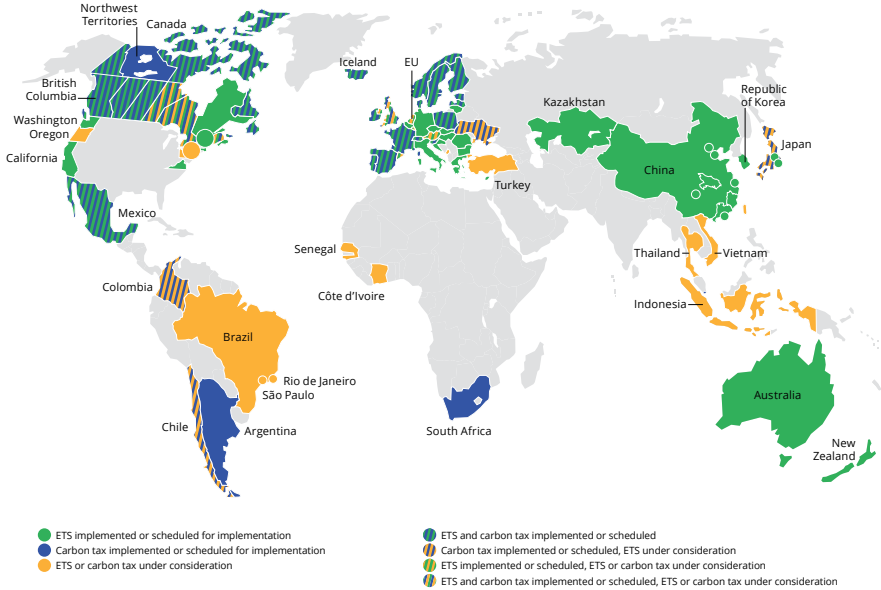 Northwest
Territories
Canada
British
Columbia
Washington
Oregon
California
Mexico
Colombia
Brazil
Rio de Janeiro
São Paulo
Chile
Argentina
Iceland
EU
Turkey
Senegal
Côte d’Ivoire
South Africa
Kazakhstan
Republic
of Korea
Japan
China
Thailand
Vietnam
Indonesia
Australia
New
Zealand
ETS implemented or scheduled for implementation
Carbon tax implemented or scheduled for implementation
ETS or carbon tax under consideration
ETS and carbon tax implemented or scheduled
Carbon tax implemented or scheduled, ETS under consideration
ETS implemented or scheduled, ETS or carbon tax under consideration
ETS and carbon tax implemented or scheduled, ETS or carbon tax under consideration